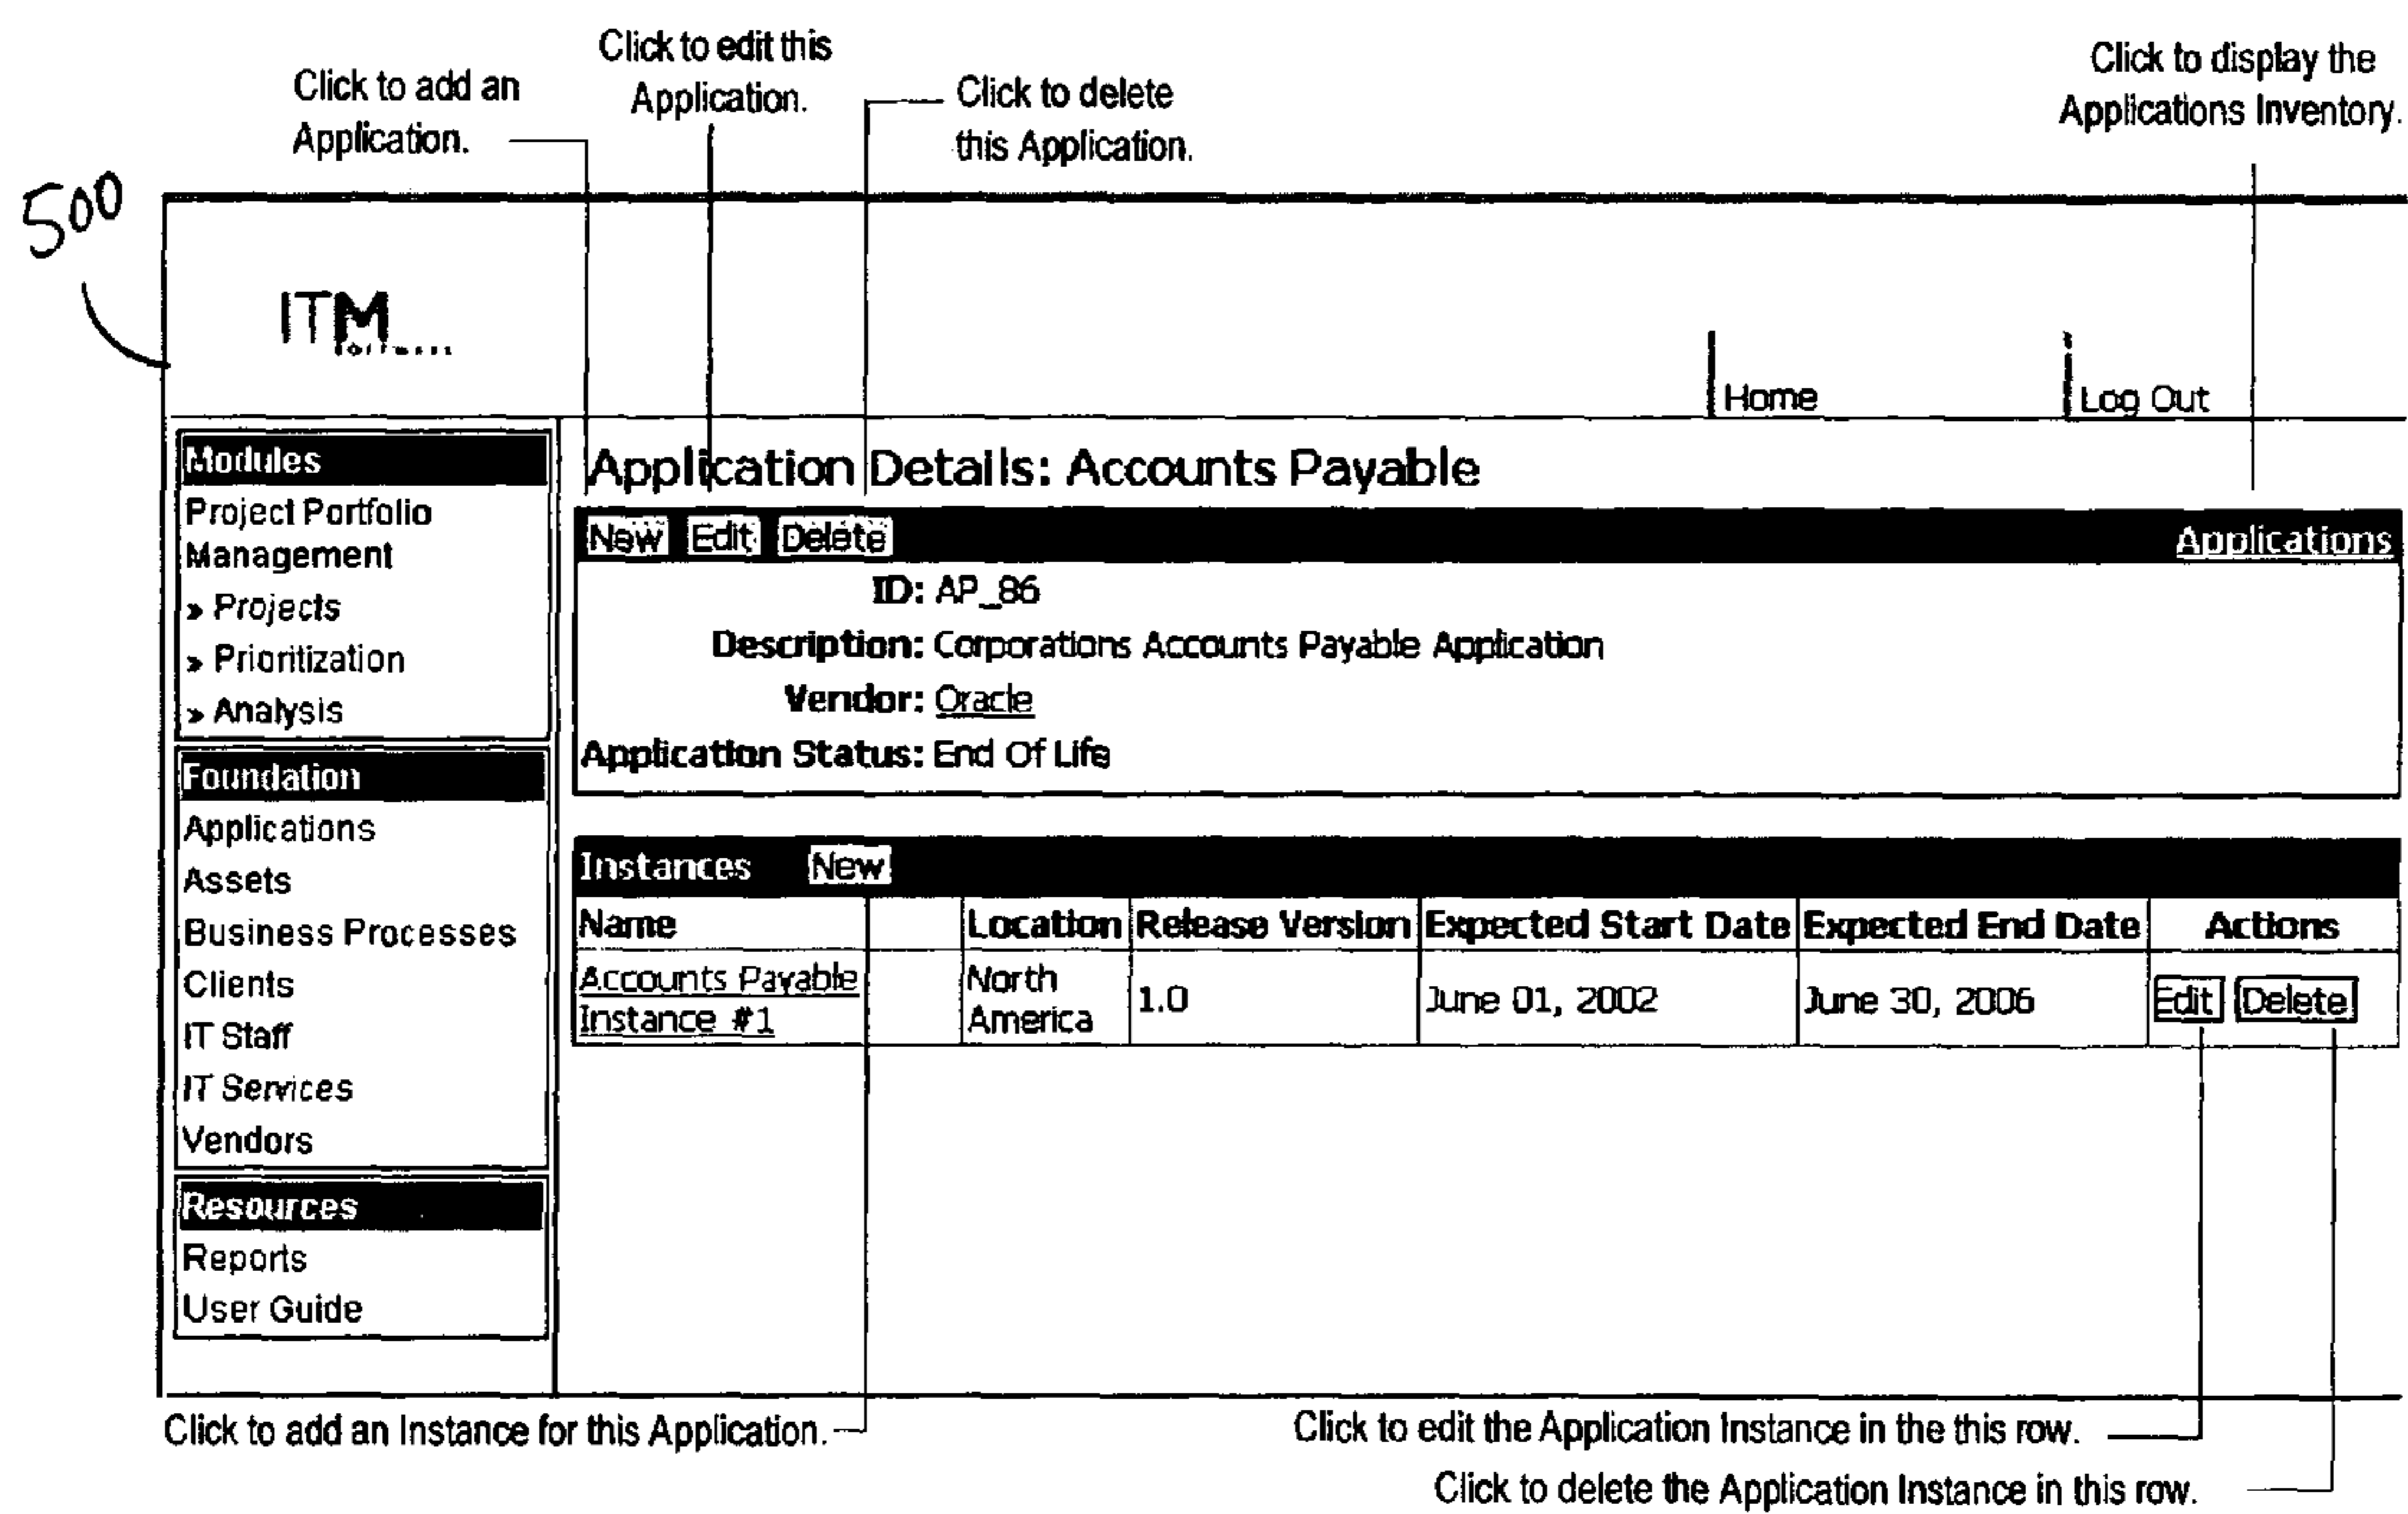 Click to edit this
Application.
Click to add an
Application.
Click to delete
this Application.
Click to display the
Applications Inventory.
500
ITM
Home
Log Out
Modules
Project Portfolio
Management
» Projects
» Prioritization
» Analysis
Foundation
Applications
Assets
Business Processes
Clients
IT Staff
IT Services
Vendors
Resources
Reports
User Guide
Application Details: Accounts Payable
New Edit Delete Applications
ID: AP_86
Description: Corporations Accounts Payable Application
Vendor: Oracle
Application Status: End Of Life
Instances New
Name Location Release Version Expected Start Date Expected End Date Actions
Accounts Payable
Instance #1
North
America
1.0 June 01, 2002 June 30, 2006 Edit Delete
Click to add an Instance for this Application.
Click to edit the Application Instance in the this row.
Click to delete the Application Instance in this row.